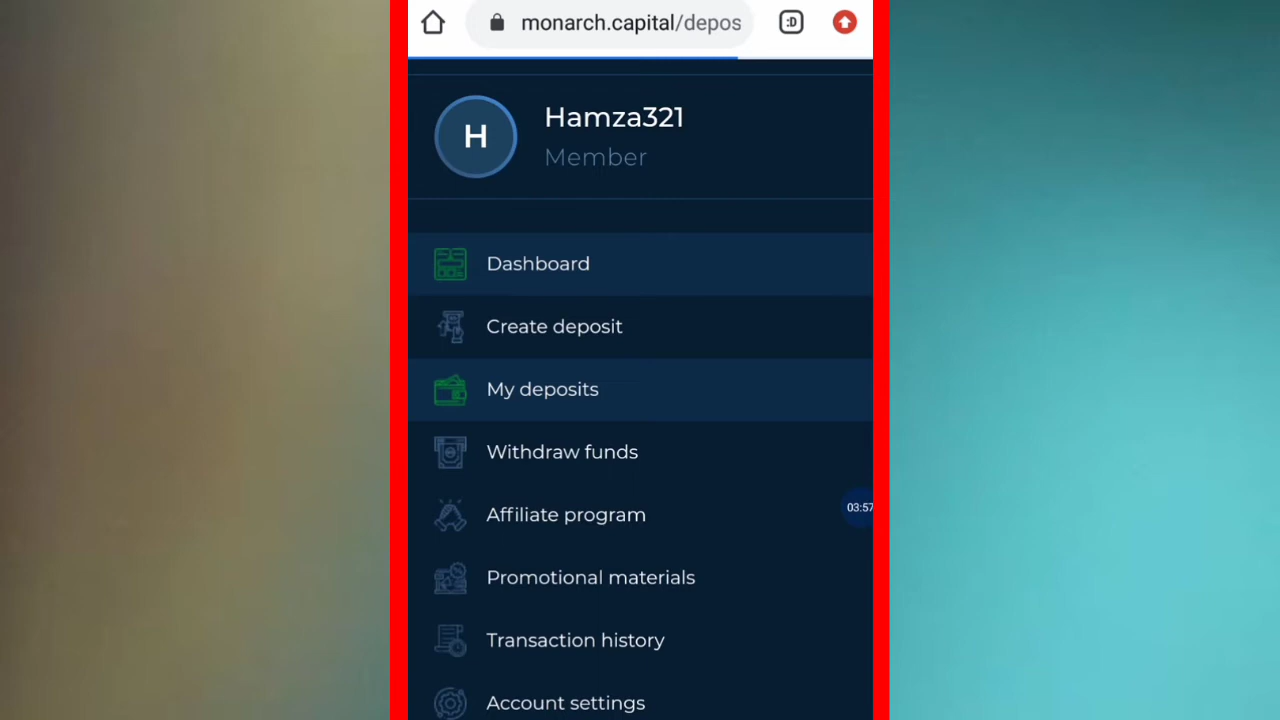 monarch.capital/depos
:D
H
Hamza321
Member
Dashboard
Create deposit
My deposits
Withdraw funds
Affiliate program
03:57
Promotional materials
Transaction history
Account settings